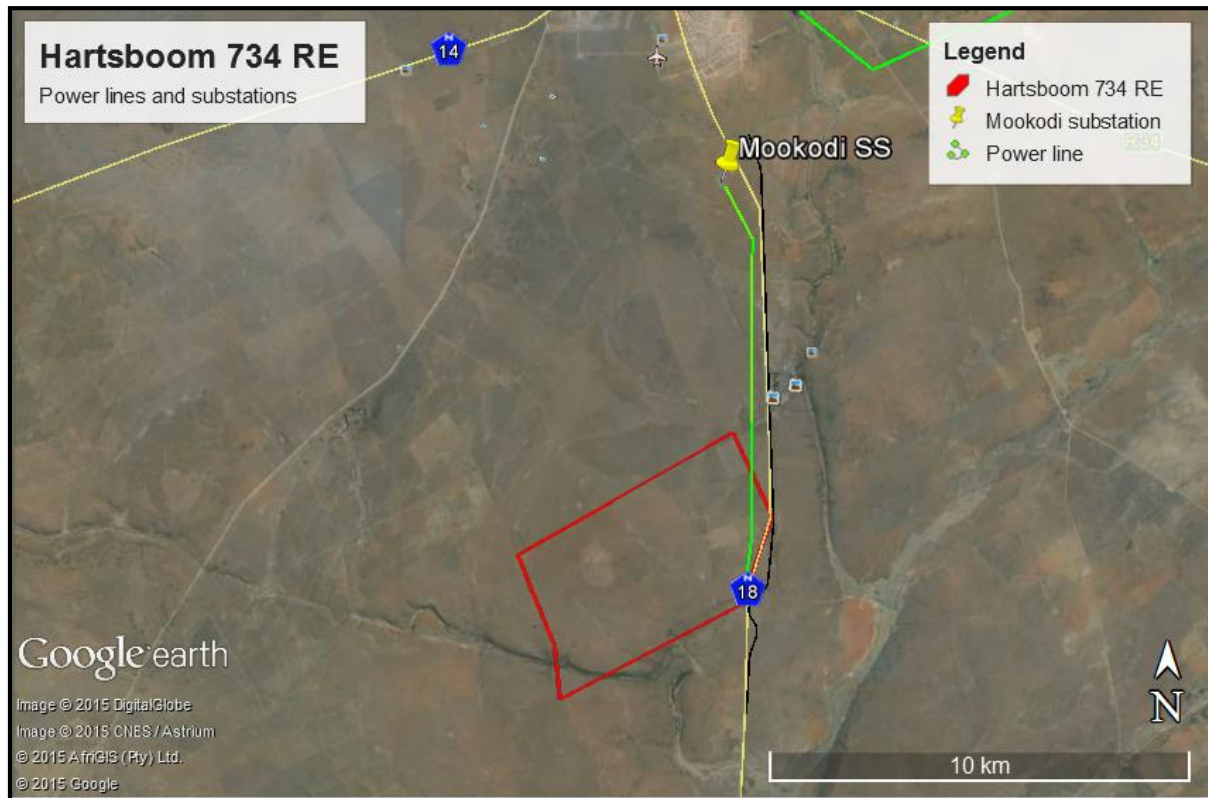 Hartsboom 734 RE
Power lines and substations
N
14
Legend
Hartsboom 734 RE
Mookodi substation
Power line
R34
Mookodi SS
N
18
Google earth
Image © 2015 DigitalGlobe
Image © 2015 CNES / Astrium
© 2015 AfriGIS (Pty) Ltd.
© 2015 Google
N
10 km